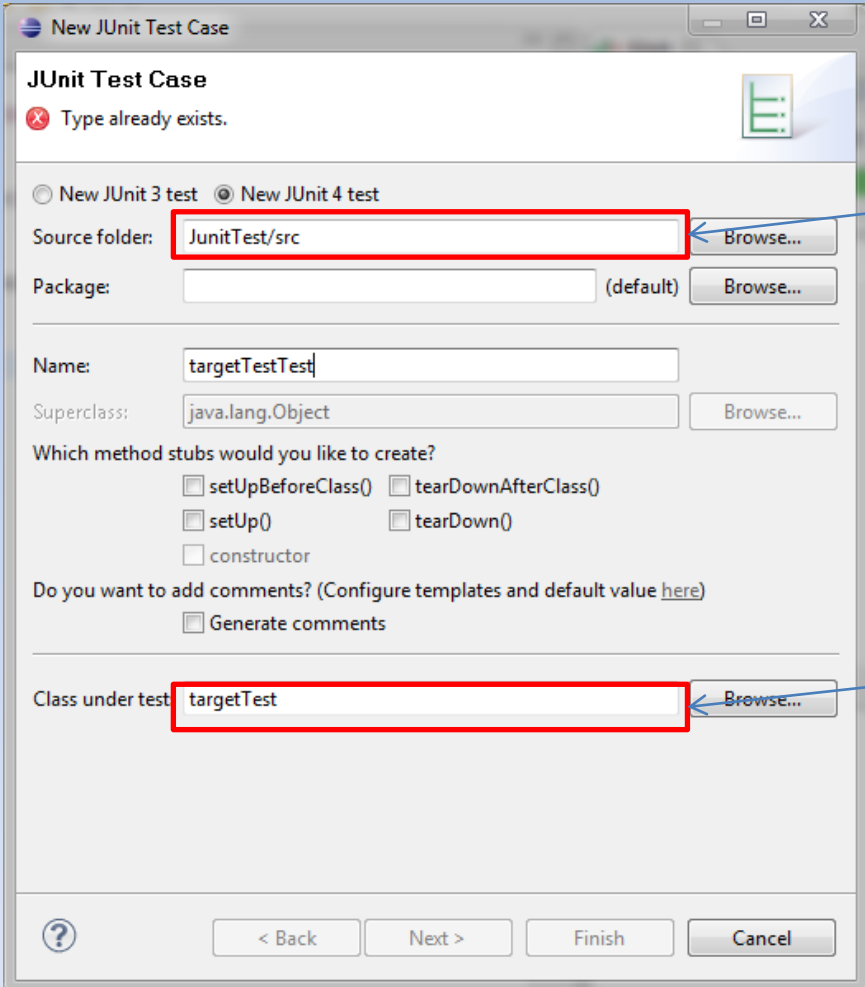 New JUnit Test Case
JUnit Test Case
Type already exists.
New JUnit 3 test New JUnit 4 test
Source folder: JunitTest/src Browse...
Package: (default) Browse...
Name: targetTestTest
Superclass: java.lang.Object Browse...
Which method stubs would you like to create?
setUpBeforeClass() tearDownAfterClass()
setUp() tearDown()
constructor
Do you want to add comments? (Configure templates and default value here)
Generate comments
Class under test targetTest Browse...
? < Back Next > Finish Cancel